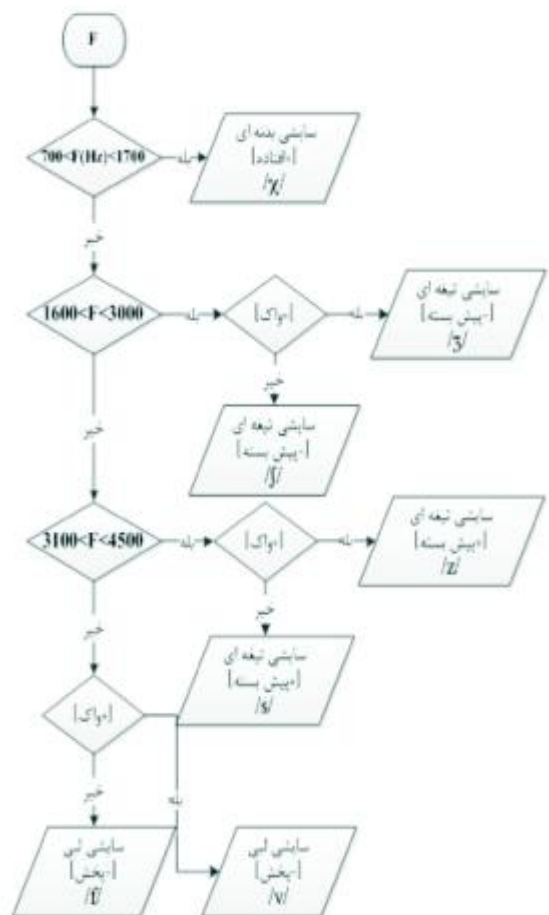 F
700<F(Hz)<1700
بله
سایشی بدنه ای
[+افتاده]
/χ/
خیر
1600<F<3000
بله
[+واک]
بله
سایشی تیغه ای
[-پیش بسته]
/ʒ/
خیر
سایشی تیغه ای
[-پیش بسته]
/ʃ/
خیر
3100<F<4500
بله
[+واک]
بله
سایشی تیغه ای
[+پیش بسته]
/z/
خیر
سایشی تیغه ای
[+پیش بسته]
/s/
خیر
[+واک]
خیر
بله
سایشی لبی
[-پخش]
/f/
سایشی لبی
[-پخش]
/v/